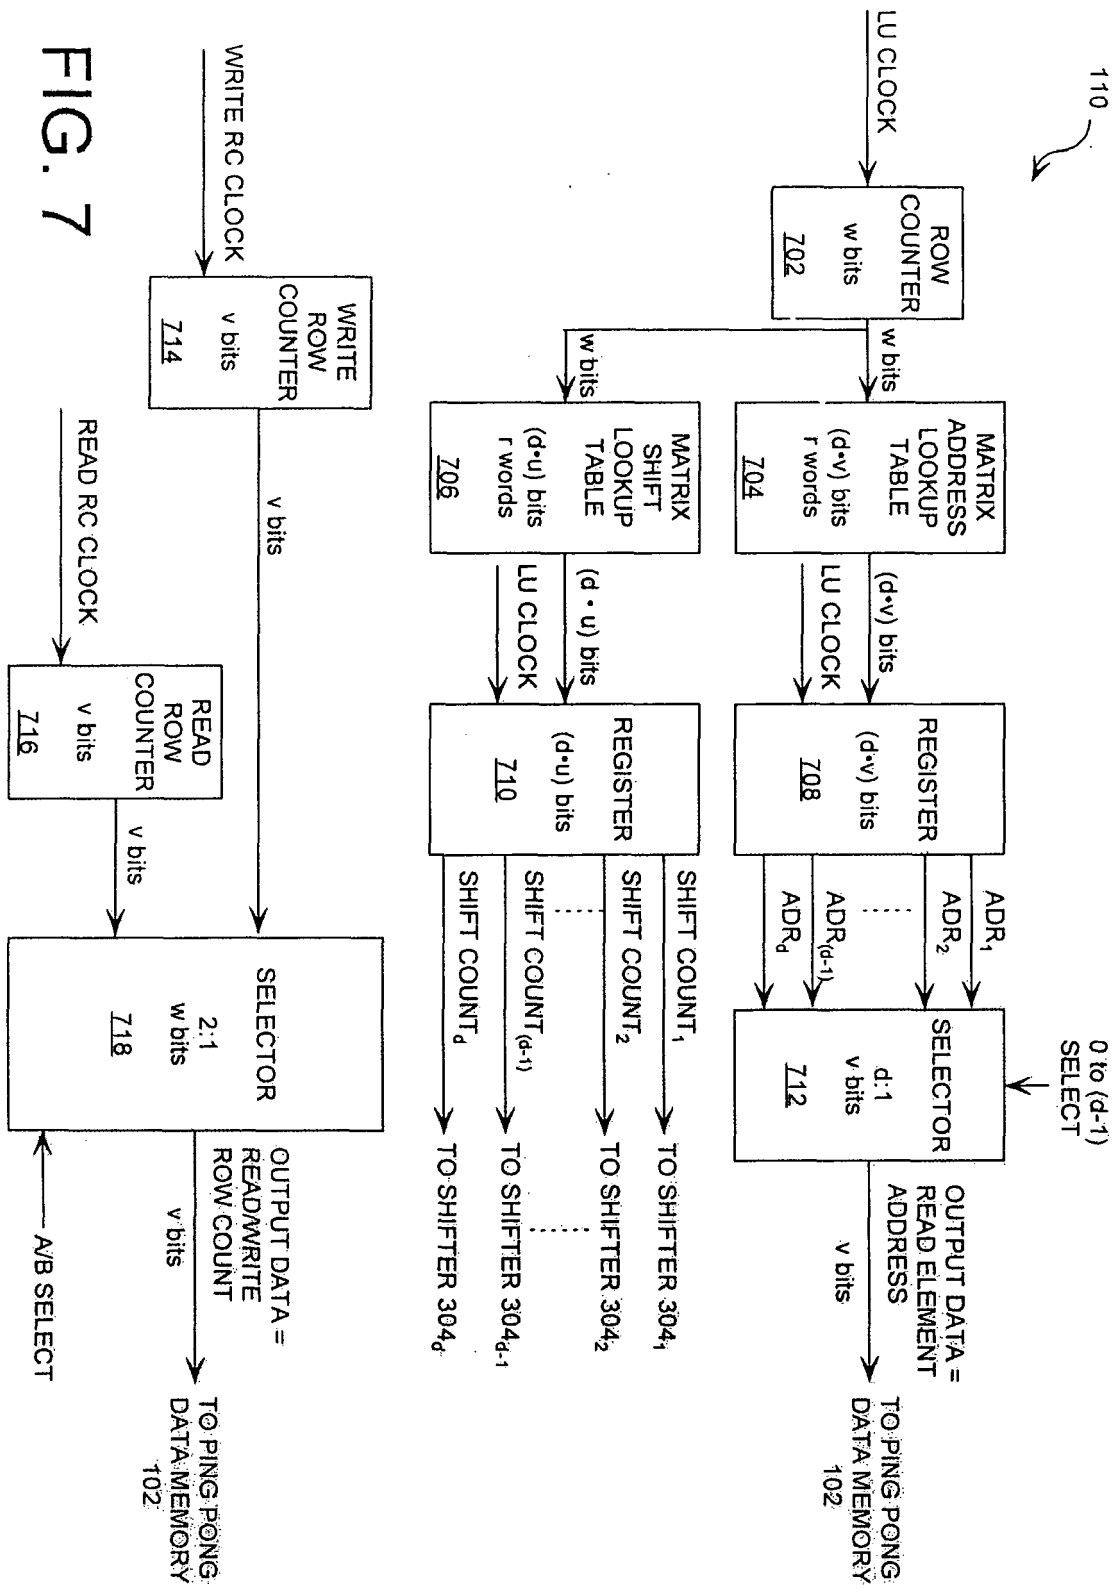 110
LU CLOCK
ROW
COUNTER
w bits
702
w bits
w bits
MATRIX
ADDRESS
LOOKUP
TABLE
(d•v) bits
r words
704
(d•v) bits
LU CLOCK
REGISTER
(d•v) bits
708
ADR1
ADR2
ADR(d-1)
ADRd
0 to (d-1)
SELECT
SELECTOR
d:1
v bits
712
OUTPUT DATA =
READ ELEMENT
ADDRESS
v bits
TO PING PONG
DATA MEMORY
102
MATRIX
SHIFT
LOOKUP
TABLE
(d•u) bits
r words
706
(d • u) bits
LU CLOCK
REGISTER
(d•u) bits
710
SHIFT COUNT1
SHIFT COUNT2
SHIFT COUNT(d-1)
SHIFT COUNTd
TO SHIFTER 3041
TO SHIFTER 3042
TO SHIFTER 304d-1
TO SHIFTER 304d
WRITE RC CLOCK
WRITE
ROW
COUNTER
v bits
714
v bits
READ RC CLOCK
READ
ROW
COUNTER
v bits
716
v bits
SELECTOR
2:1
w bits
718
A/B SELECT
OUTPUT DATA =
READ/WRITE
ROW COUNT
v bits
TO PING PONG
DATA MEMORY
102
FIG. 7